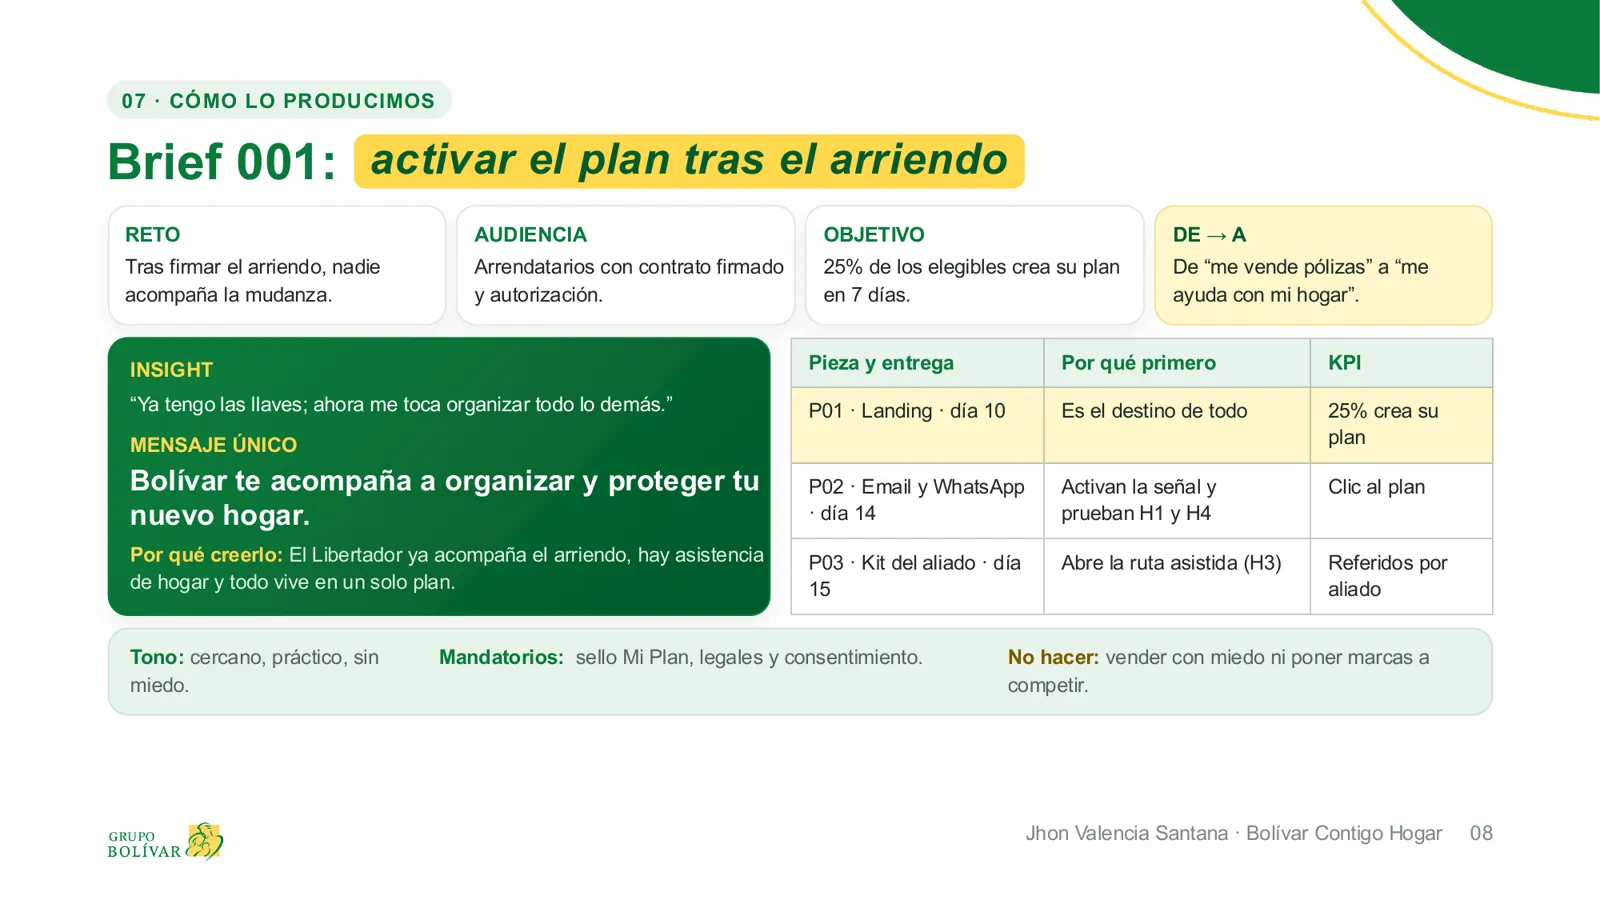 07 · CÓMO LO PRODUCIMOS
Brief 001: activar el plan tras el arriendo
RETO
Tras firmar el arriendo, nadie
acompaña la mudanza.
AUDIENCIA
Arrendatarios con contrato firmado
y autorización.
OBJETIVO
25% de los elegibles crea su plan
en 7 días.
DE → A
De “me vende pólizas” a “me
ayuda con mi hogar”.
INSIGHT
“Ya tengo las llaves; ahora me toca organizar todo lo demás.”
MENSAJE ÚNICO
Bolívar te acompaña a organizar y proteger tu
nuevo hogar.
Por qué creerlo: El Libertador ya acompaña el arriendo, hay asistencia
de hogar y todo vive en un solo plan.
Pieza y entrega
Por qué primero
KPI
P01 · Landing · día 10
Es el destino de todo
25% crea su
plan
P02 · Email y WhatsApp
· día 14
Activan la señal y
prueban H1 y H4
Clic al plan
P03 · Kit del aliado · día
15
Abre la ruta asistida (H3)
Referidos por
aliado
Tono: cercano, práctico, sin
miedo.
Mandatorios: sello Mi Plan, legales y consentimiento.
No hacer: vender con miedo ni poner marcas a
competir.
GRUPO
BOLÍVAR
Jhon Valencia Santana · Bolívar Contigo Hogar 08